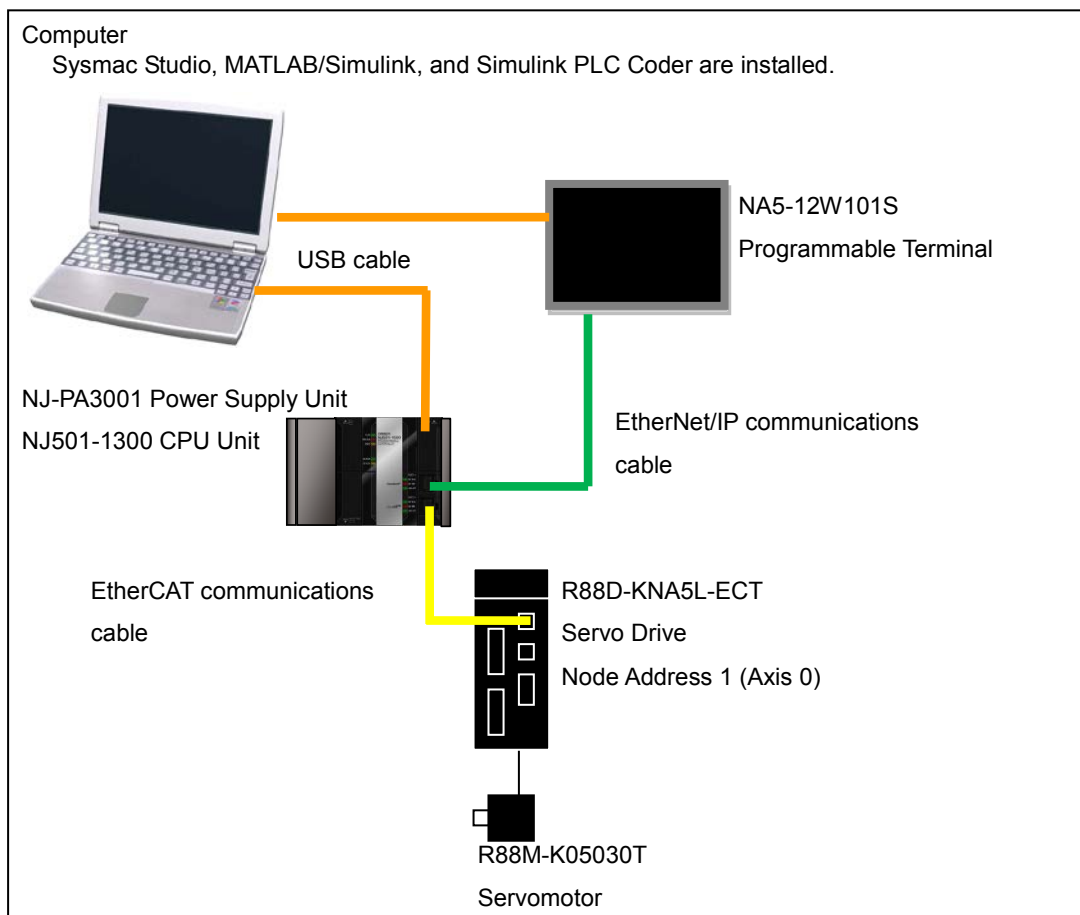 Computer
Sysmac Studio, MATLAB/Simulink, and Simulink PLC Coder are installed.
NA5-12W101S
Programmable Terminal
USB cable
NJ-PA3001 Power Supply Unit
NJ501-1300 CPU Unit
EtherNet/IP communications
cable
EtherCAT communications
cable
R88D-KNA5L-ECT
Servo Drive
Node Address 1 (Axis 0)
R88M-K05030T
Servomotor